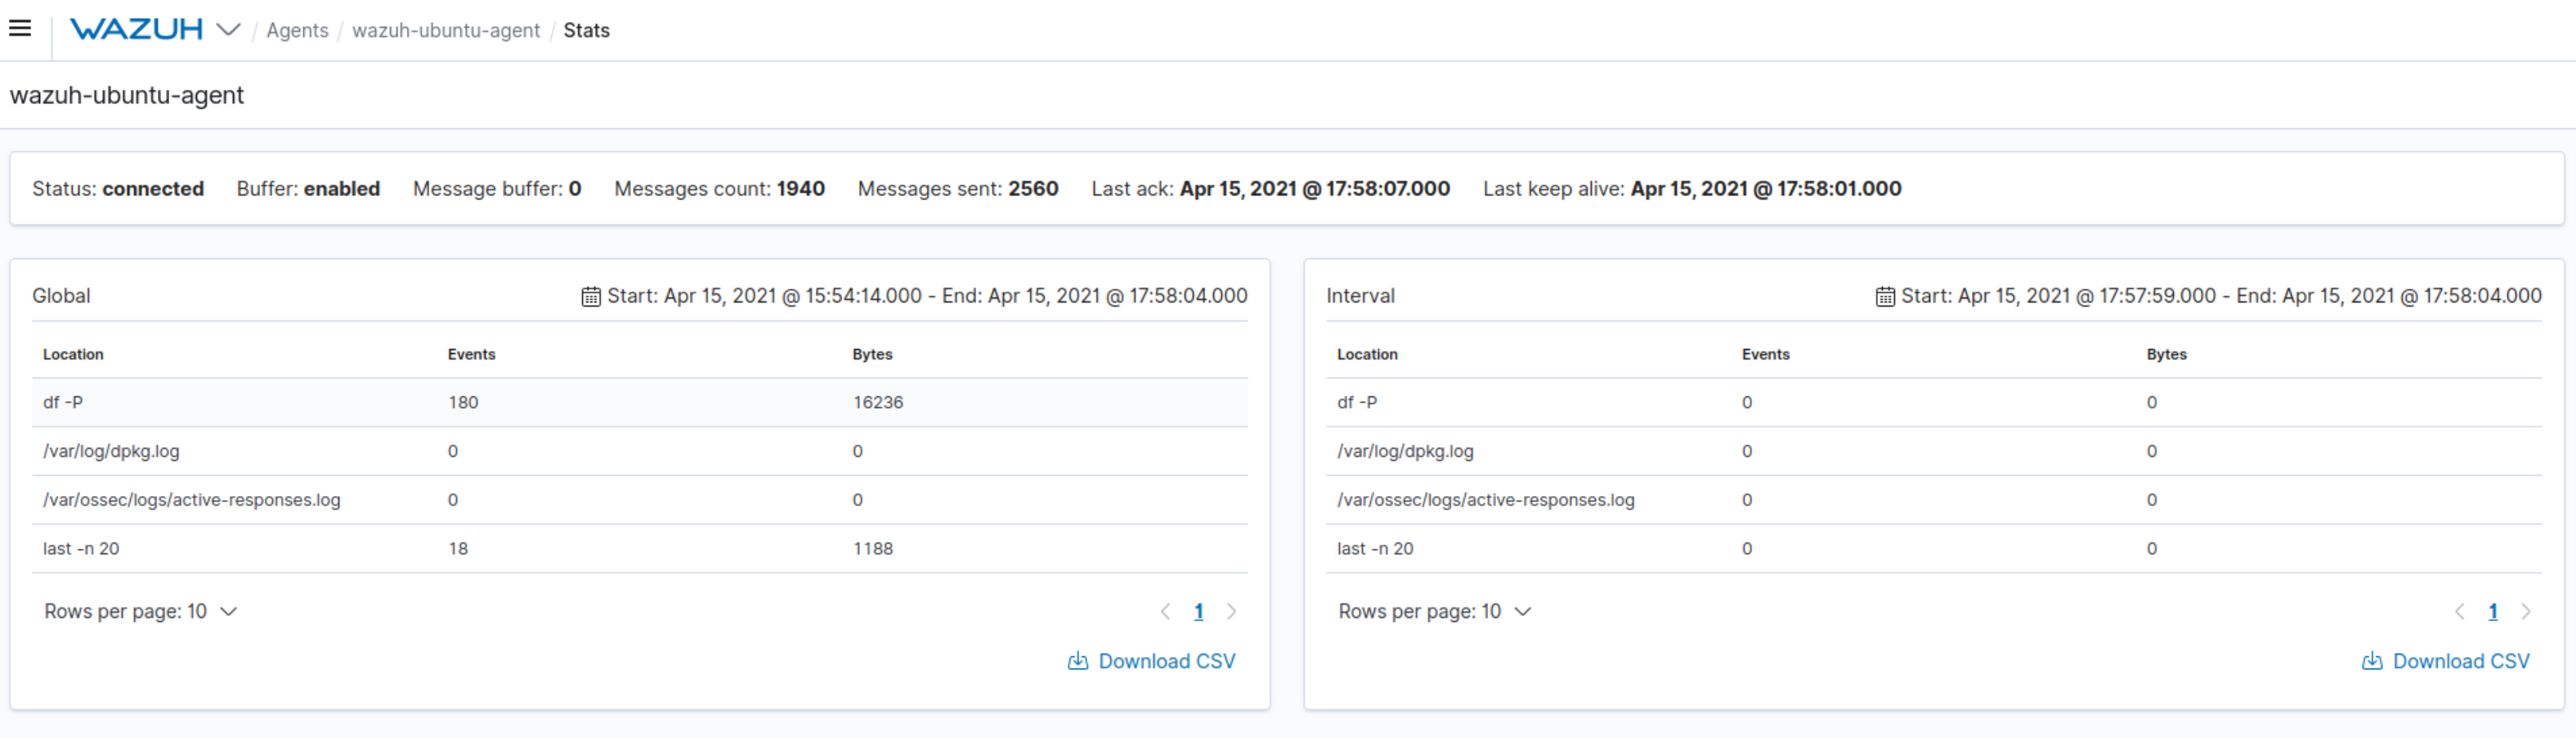 WAZUH / Agents / wazuh-ubuntu-agent / Stats
wazuh-ubuntu-agent
Status: connected Buffer: enabled Message buffer: 0 Messages count: 1940 Messages sent: 2560 Last ack: Apr 15, 2021 @ 17:58:07.000 Last keep alive: Apr 15, 2021 @ 17:58:01.000
Global Start: Apr 15, 2021 @ 15:54:14.000 - End: Apr 15, 2021 @ 17:58:04.000
Location Events Bytes
df -P 180 16236
/var/log/dpkg.log 0 0
/var/ossec/logs/active-responses.log 0 0
last -n 20 18 1188
Rows per page: 10 1
Download CSV
Interval Start: Apr 15, 2021 @ 17:57:59.000 - End: Apr 15, 2021 @ 17:58:04.000
Location Events Bytes
df -P 0 0
/var/log/dpkg.log 0 0
/var/ossec/logs/active-responses.log 0 0
last -n 20 0 0
Rows per page: 10 1
Download CSV